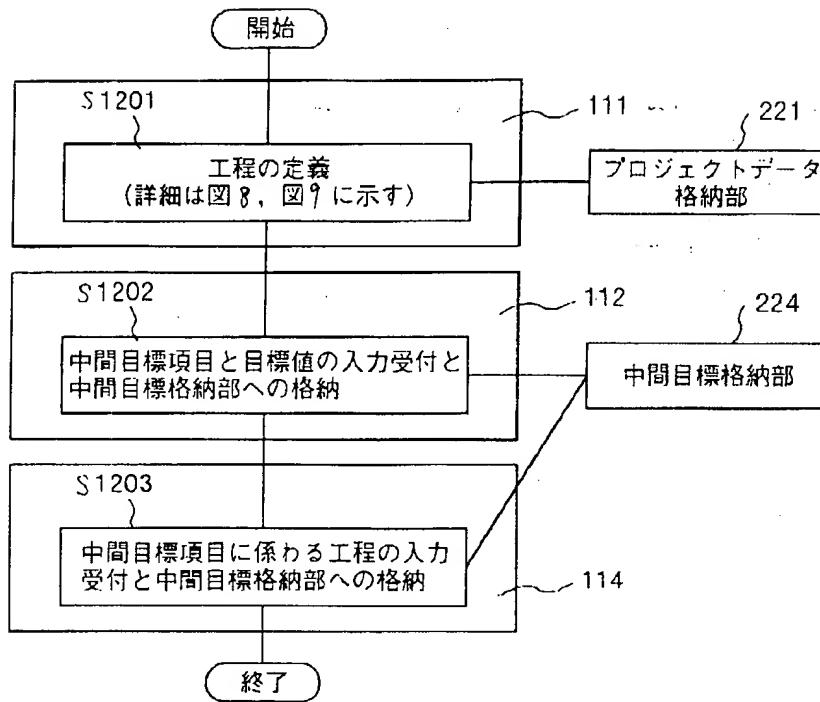 開始
S1201
111
221
工程の定義
(詳細は図8, 図9に示す)
プロジェクトデータ
格納部
S1202
112
224
中間目標項目と目標値の入力受付と
中間目標格納部への格納
中間目標格納部
S1203
中間目標項目に係わる工程の入力
受付と中間目標格納部への格納
114
終了